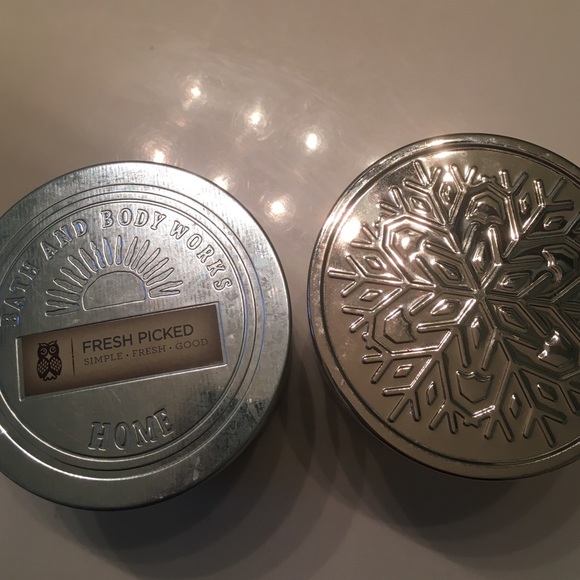 BATH AND BODY WORKS
FRESH PICKED
SIMPLE • FRESH • GOOD
HOME